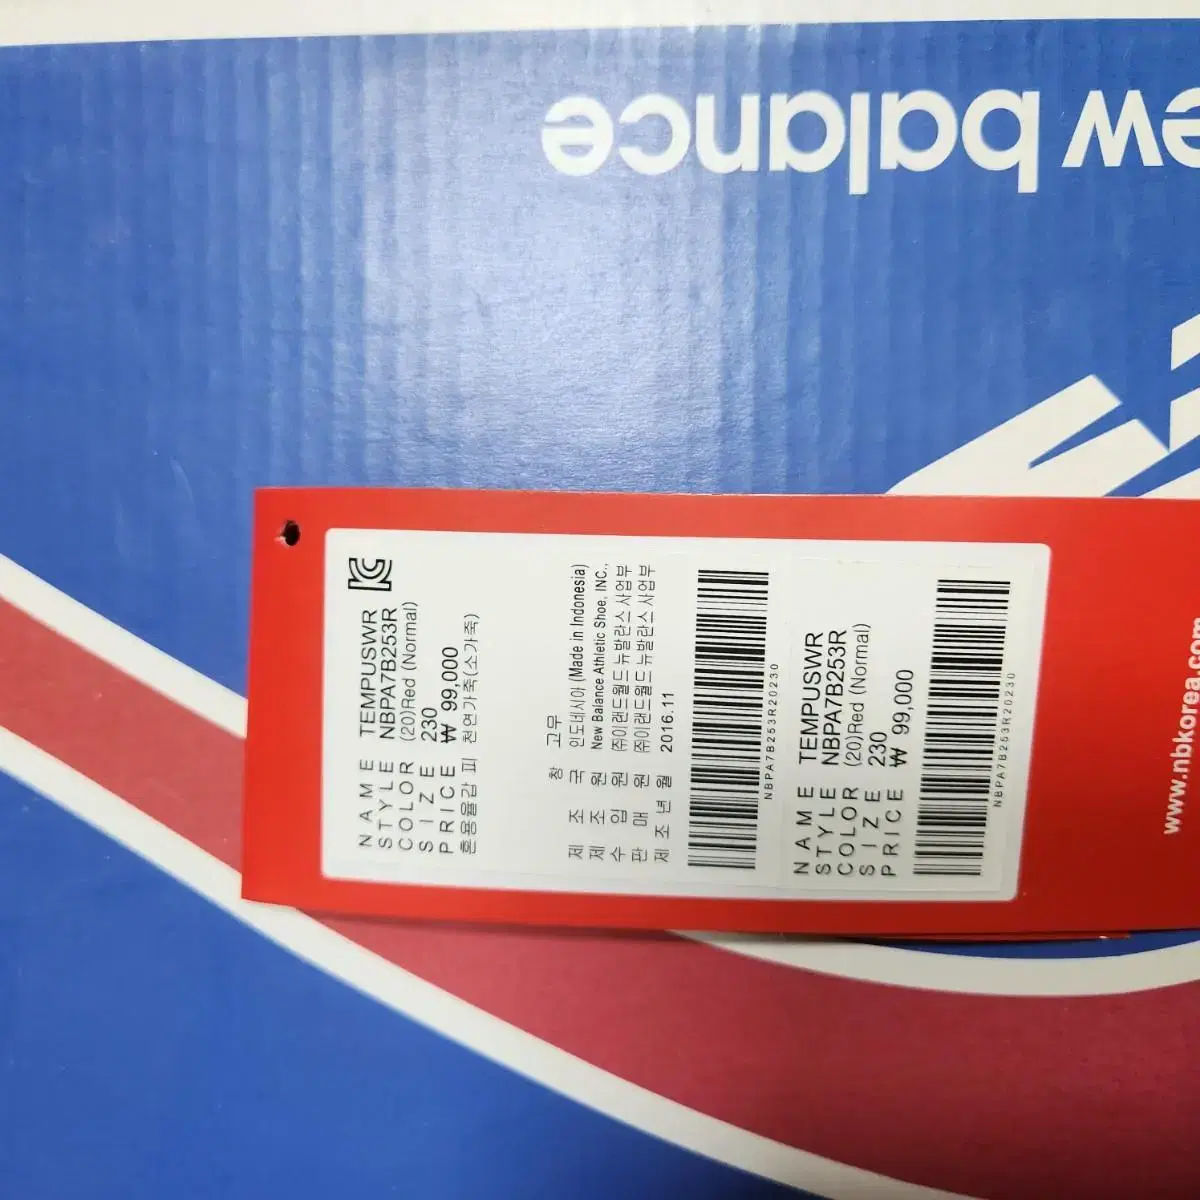 ew balance
NAME TEMPUSWR
STYLE NBPA7B253R
COLOR (20)Red (Normal)
SIZE 230
PRICE ₩ 99,000
혼용율겉 피 천연가죽(소가죽)
창 고무
제조국 인도네시아 (Made in Indonesia)
제조원 New Balance Athletic Shoe, INC.,
수입원 (주)이랜드월드 뉴발란스 사업부
판매원 (주)이랜드월드 뉴발란스 사업부
제조년월 2016.11
NBPA7B253R20230
NAME TEMPUSWR
STYLE NBPA7B253R
COLOR (20)Red (Normal)
SIZE 230
PRICE ₩ 99,000
NBPA7B253R20230
www.nbkorea.com